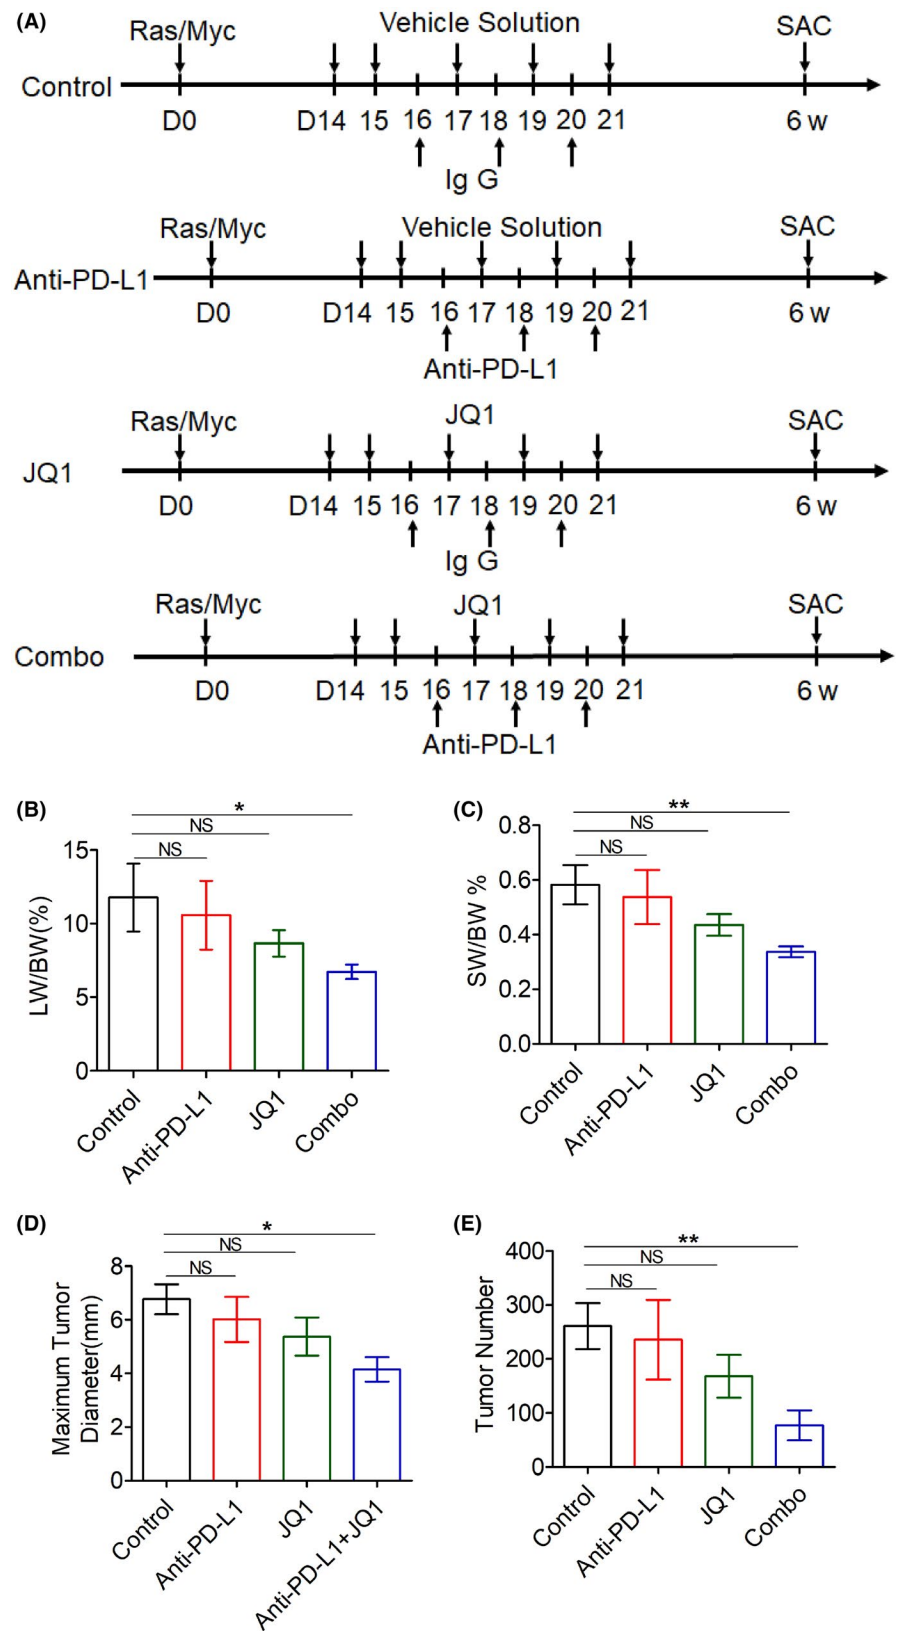 (A)
Ras/Myc Vehicle Solution SAC
Control
D0 D14 15 16 17 18 19 20 21 6 w
Ig G
Ras/Myc Vehicle Solution SAC
Anti-PD-L1
D0 D14 15 16 17 18 19 20 21 6 w
Anti-PD-L1
Ras/Myc JQ1 SAC
JQ1
D0 D14 15 16 17 18 19 20 21 6 w
Ig G
Ras/Myc JQ1 SAC
Combo
D0 D14 15 16 17 18 19 20 21 6 w
Anti-PD-L1
(B)
*
NS
NS
LW/BW(%)
15
10
5
0
Control
Anti-PD-L1
JQ1
Combo
(C)
**
NS
NS
SW/BW %
0.8
0.6
0.4
0.2
0.0
Control
Anti-PD-L1
JQ1
Combo
(D)
*
NS
NS
Maximum Tumor
Diameter(mm)
8
6
4
2
0
Control
Anti-PD-L1
JQ1
Anti-PD-L1+JQ1
(E)
**
NS
NS
Tumor Number
400
300
200
100
0
Control
Anti-PD-L1
JQ1
Combo